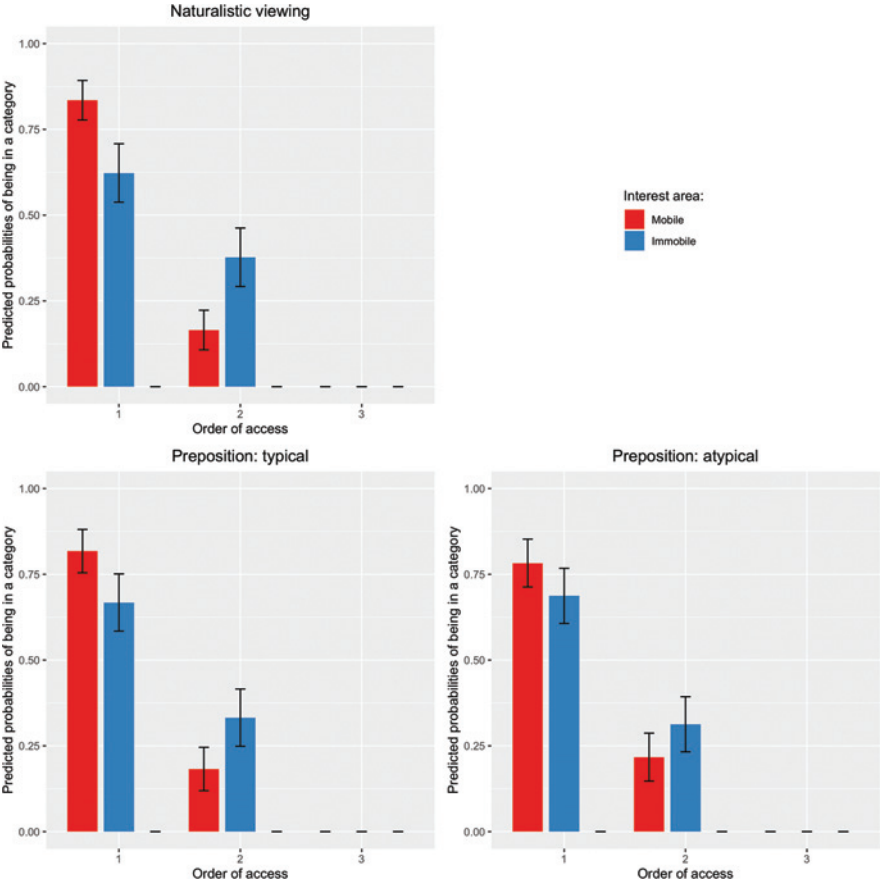 Naturalistic viewing
Predicted probabilities of being in a category
1.00
0.75
0.50
0.25
0.00
1 2 3
Order of access
Interest area:
Mobile
Immobile
Preposition: typical
Predicted probabilities of being in a category
1.00
0.75
0.50
0.25
0.00
1 2 3
Order of access
Preposition: atypical
Predicted probabilities of being in a category
1.00
0.75
0.50
0.25
0.00
1 2 3
Order of access